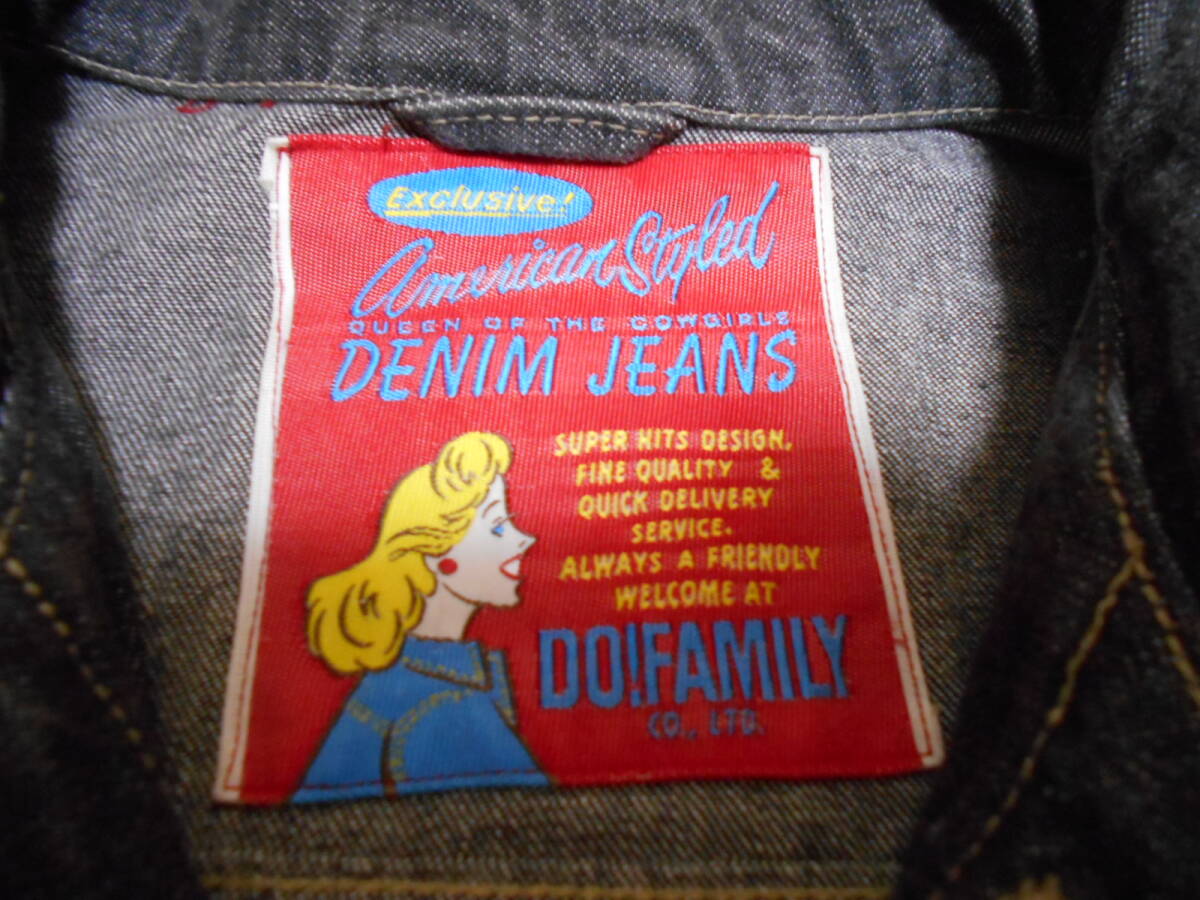 Exclusive!
American Styled
QUEEN OF THE COWGIRLS
DENIM JEANS
SUPER HITS DESIGN,
FINE QUALITY &
QUICK DELIVERY
SERVICE.
ALWAYS A FRIENDLY
WELCOME AT
DO!FAMILY
CO., LTD.